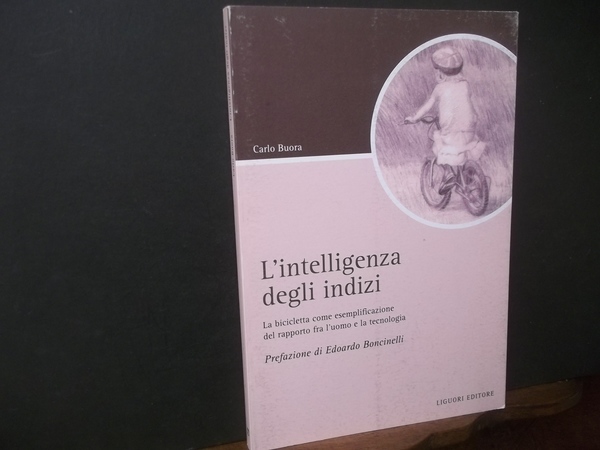 Carlo Buora
L'intelligenza
degli indizi
La bicicletta come esemplificazione
del rapporto fra l'uomo e la tecnologia
Prefazione di Edoardo Boncinelli
LIGUORI EDITORE